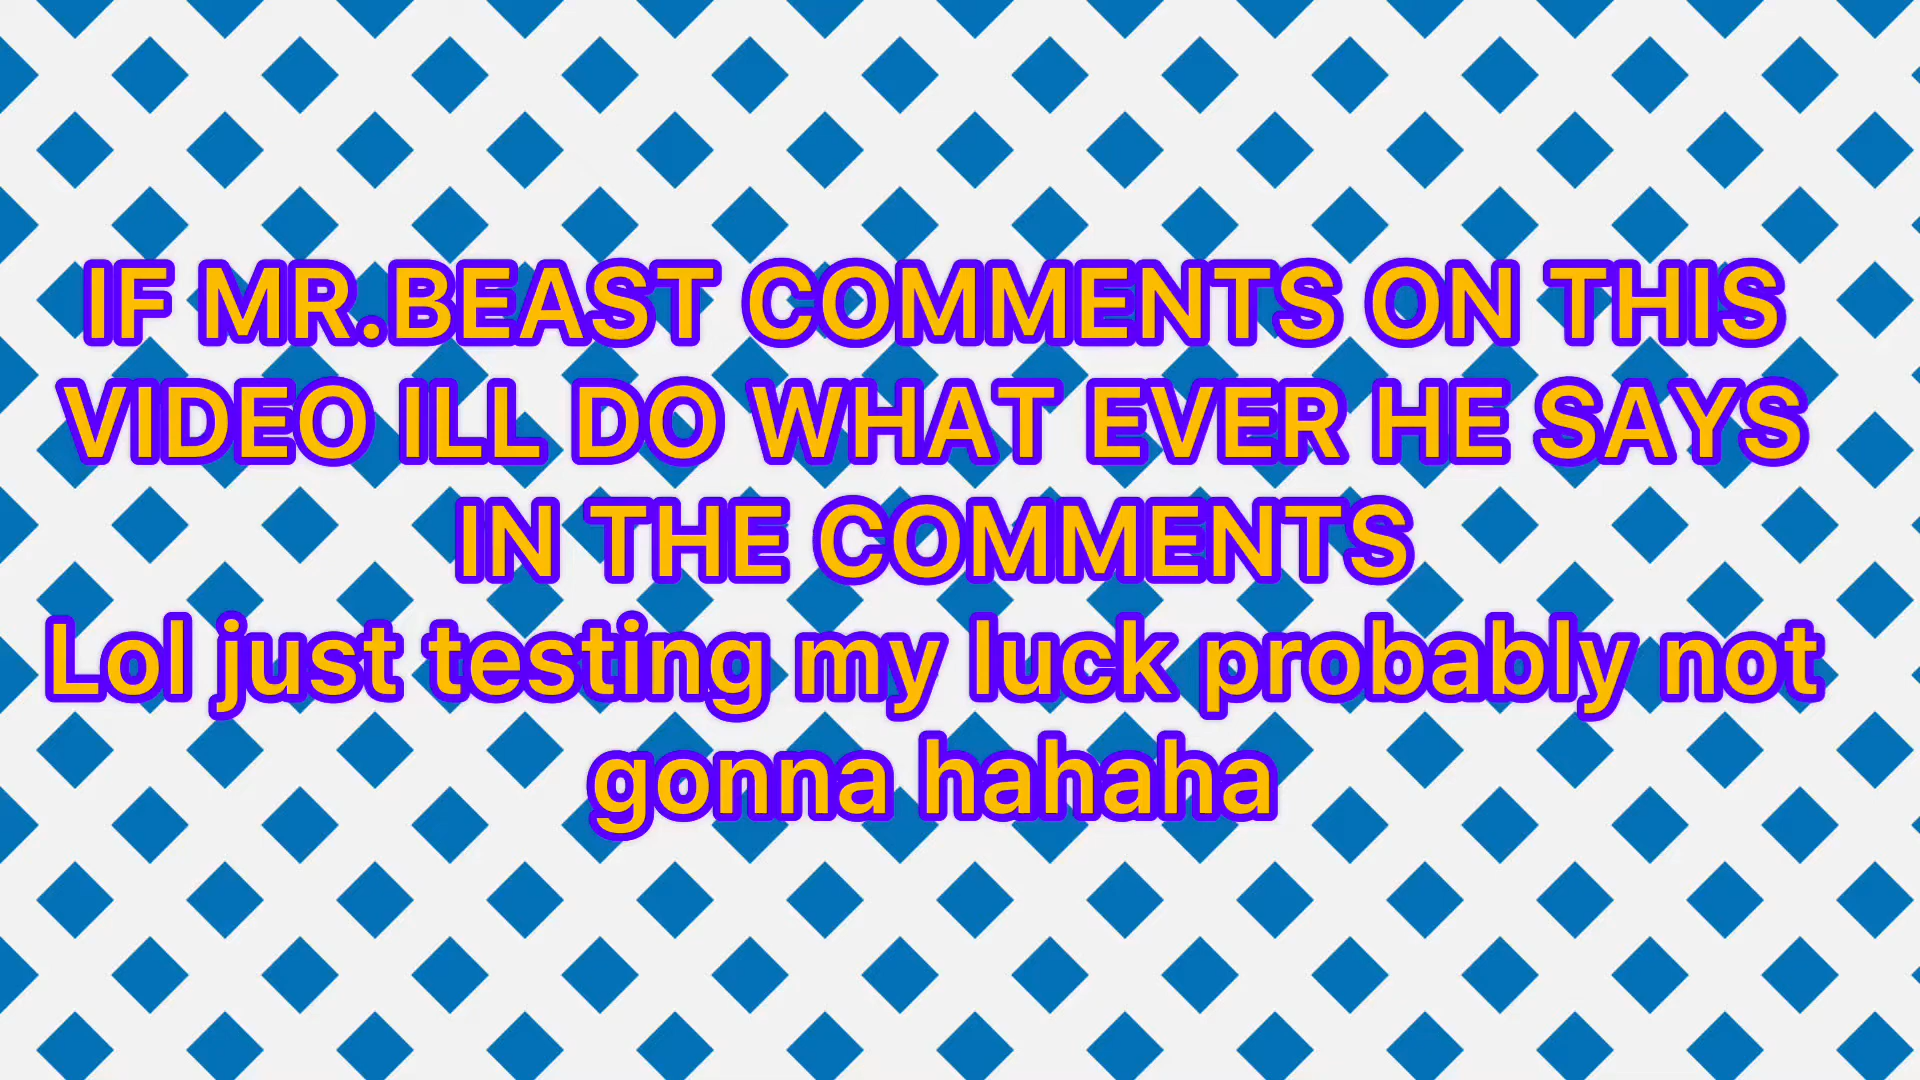 IF MR.BEAST COMMENTS ON THIS
VIDEO ILL DO WHAT EVER HE SAYS
IN THE COMMENTS
Lol just testing my luck probably not
gonna hahaha